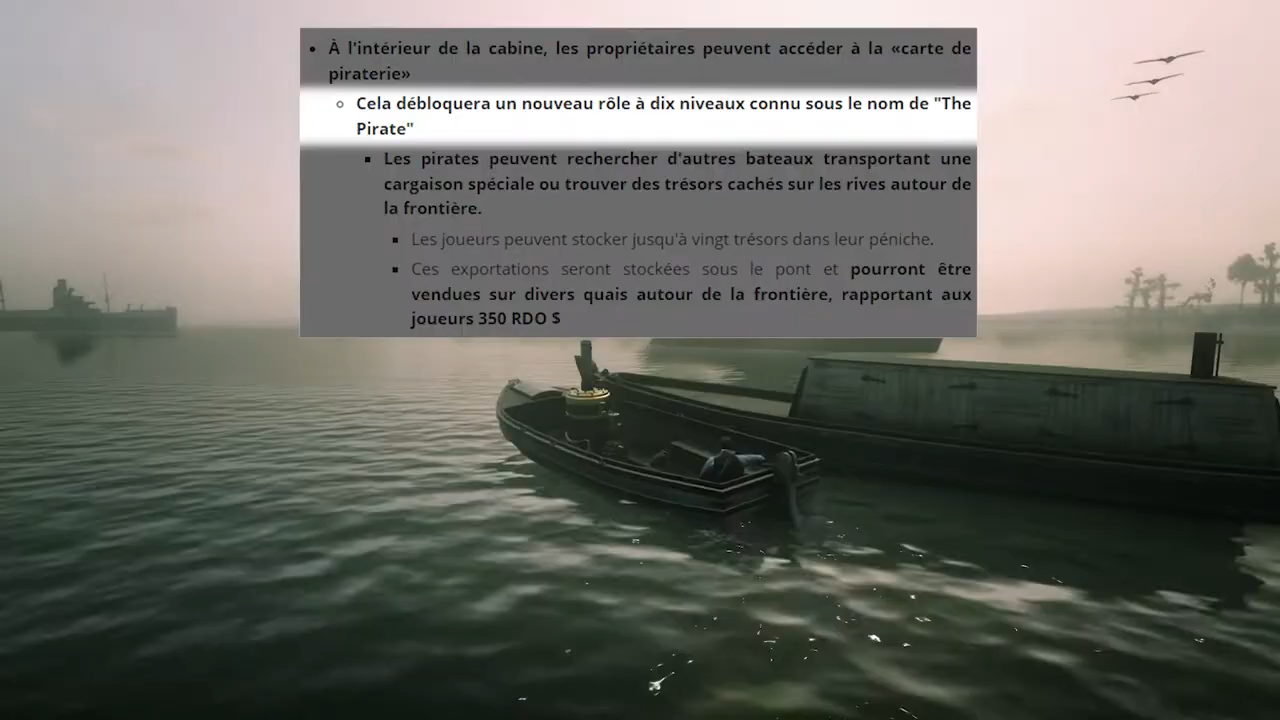 À l'intérieur de la cabine, les propriétaires peuvent accéder à la «carte de
piraterie»
Cela débloquera un nouveau rôle à dix niveaux connu sous le nom de "The
Pirate"
Les pirates peuvent rechercher d'autres bateaux transportant une
cargaison spéciale ou trouver des trésors cachés sur les rives autour de
la frontière.
Les joueurs peuvent stocker jusqu'à vingt trésors dans leur péniche.
Ces exportations seront stockées sous le pont et pourront être
vendues sur divers quais autour de la frontière, rapportant aux
joueurs 350 RDO $